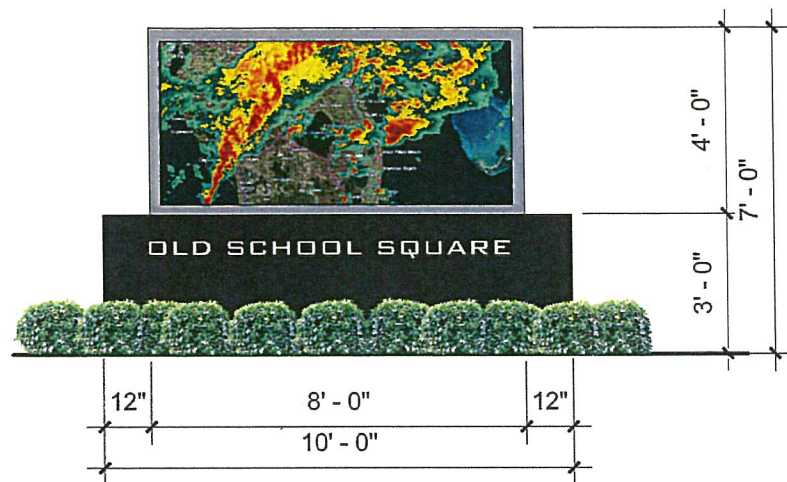 4' - 0"
7' - 0"
OLD SCHOOL SQUARE
3' - 0"
12"
8' - 0"
12"
10' - 0"